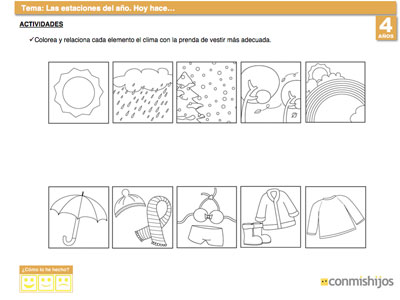 Tema: Las estaciones del año. Hoy hace…
4
AÑOS
ACTIVIDADES
✓Colorea y relaciona cada elemento el clima con la prenda de vestir más adecuada.
¿Cómo lo he hecho?
conmishijos